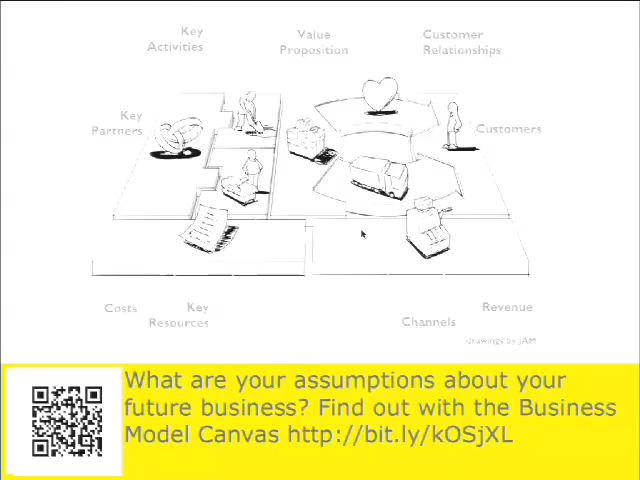 Key
Activities
Value
Proposition
Customer
Relationships
Key
Partners
Customers
Costs
Key
Resources
Channels
Revenue
drawings by JAM
What are your assumptions about your
future business? Find out with the Business
Model Canvas http://bit.ly/kOSjXL